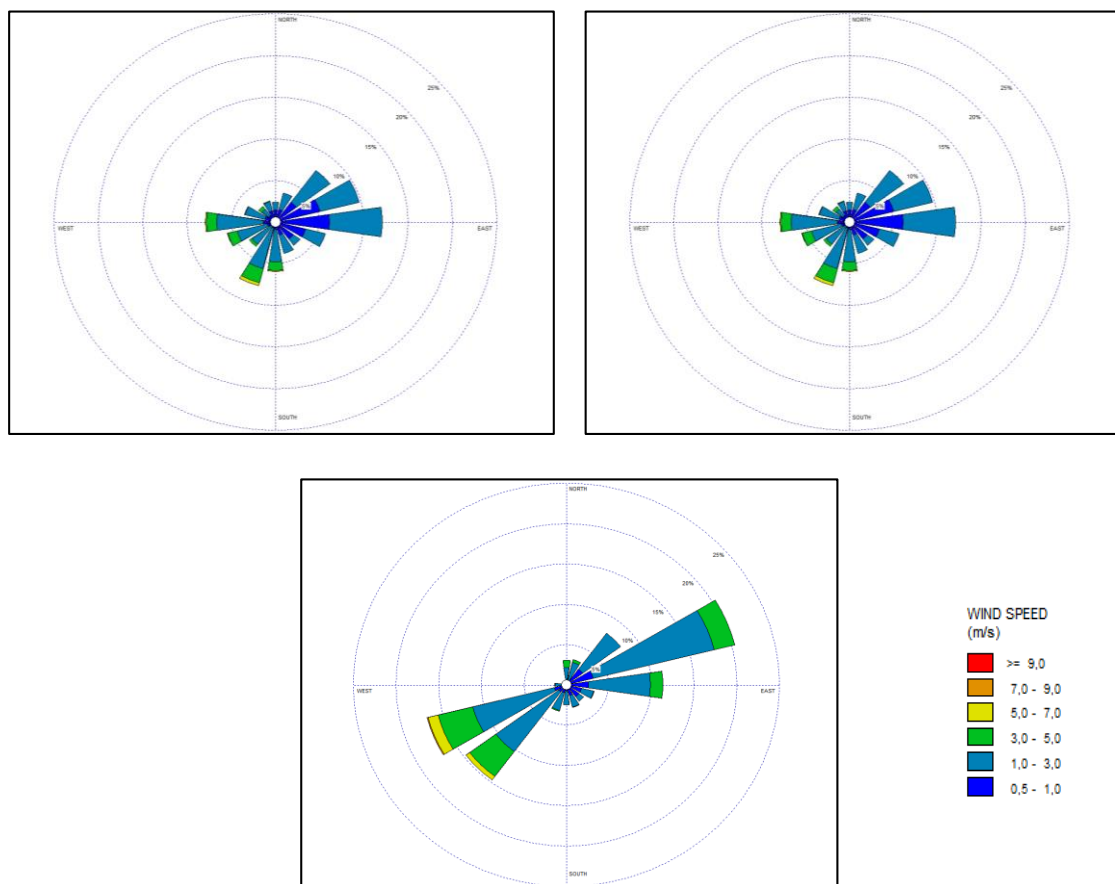 NORTH
25%
20%
15%
10%
5%
WEST
EAST
SOUTH
NORTH
25%
20%
15%
10%
5%
WEST
EAST
SOUTH
NORTH
25%
20%
15%
10%
5%
WEST
EAST
SOUTH
WIND SPEED
(m/s)
>= 9,0
7,0 - 9,0
5,0 - 7,0
3,0 - 5,0
1,0 - 3,0
0,5 - 1,0